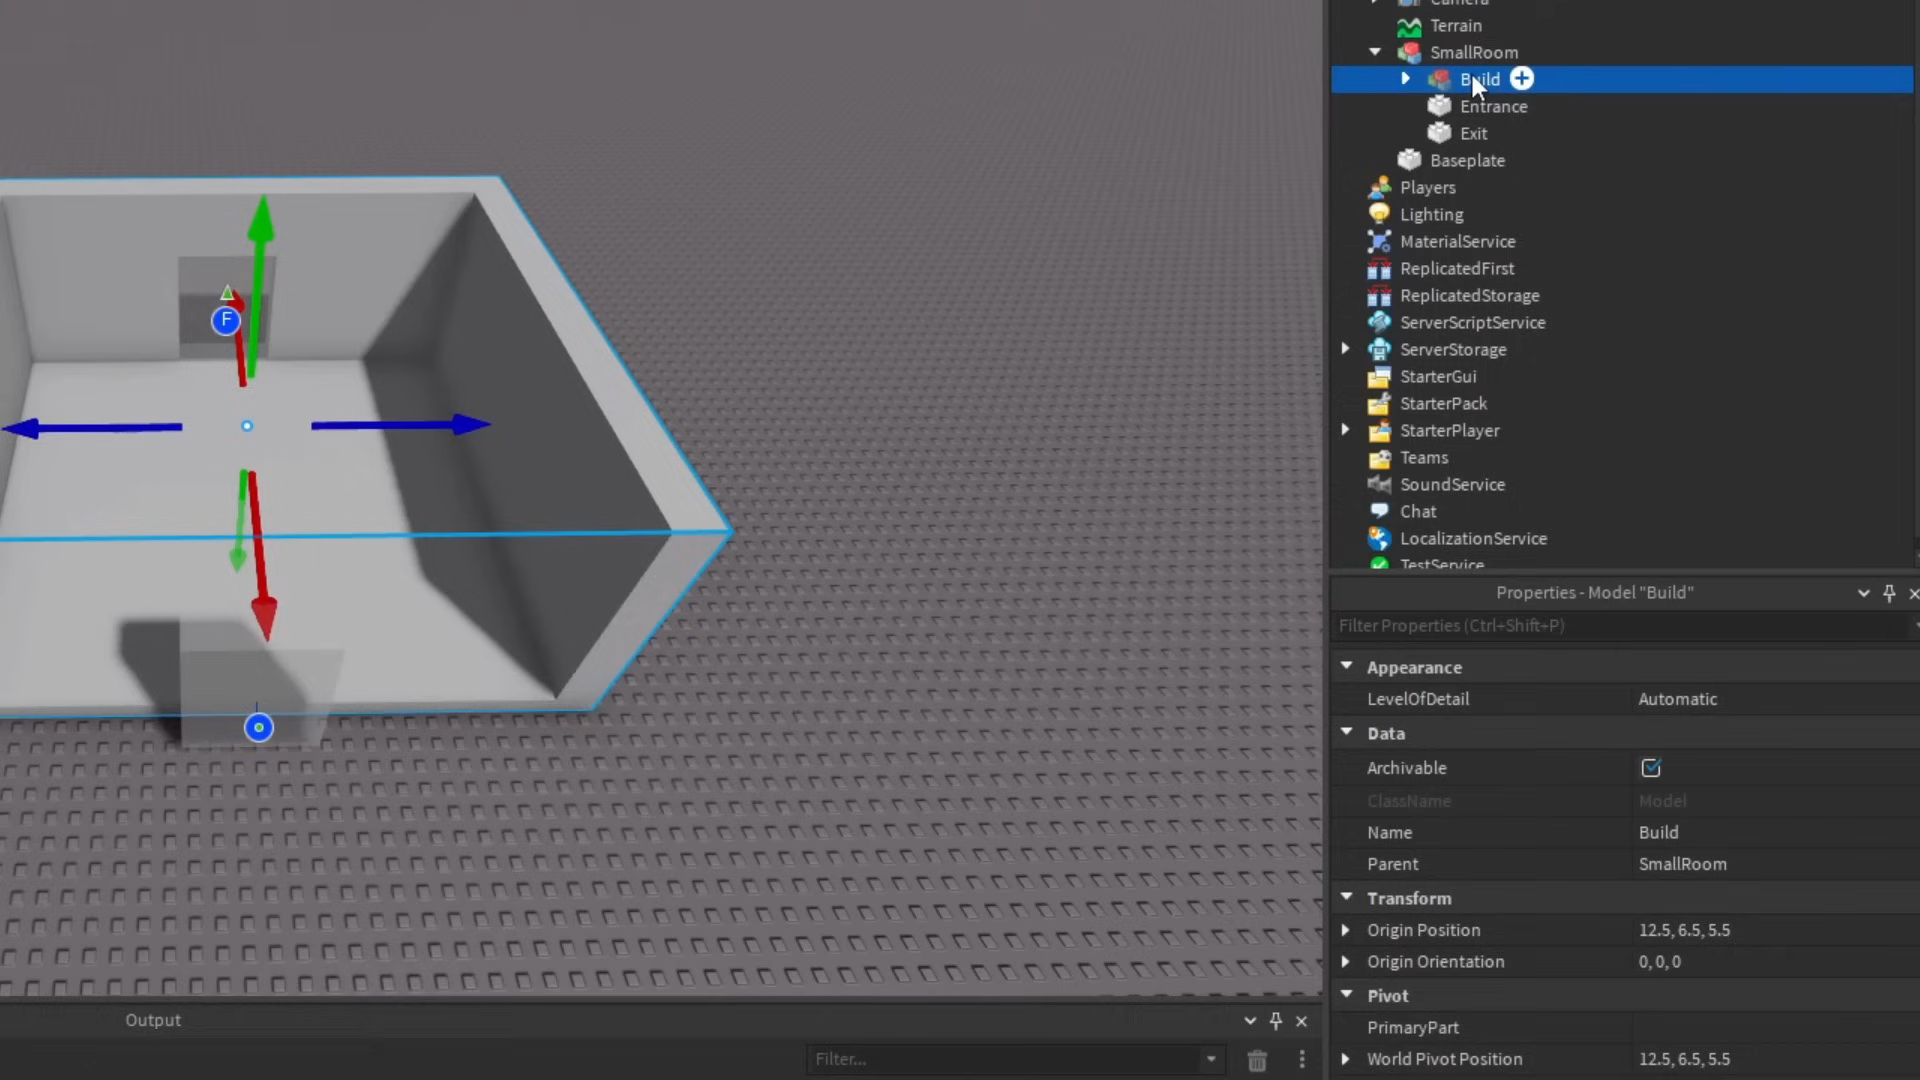 Camera
Terrain
SmallRoom
Build
Entrance
Exit
Baseplate
Players
Lighting
MaterialService
ReplicatedFirst
ReplicatedStorage
ServerScriptService
ServerStorage
StarterGui
StarterPack
StarterPlayer
Teams
SoundService
Chat
LocalizationService
TestService
F
Properties - Model "Build"
Filter Properties (Ctrl+Shift+P)
Appearance
LevelOfDetail Automatic
Data
Archivable
ClassName Model
Name Build
Parent SmallRoom
Transform
Origin Position 12.5, 6.5, 5.5
Origin Orientation 0, 0, 0
Pivot
PrimaryPart
World Pivot Position 12.5, 6.5, 5.5
Output
Filter...